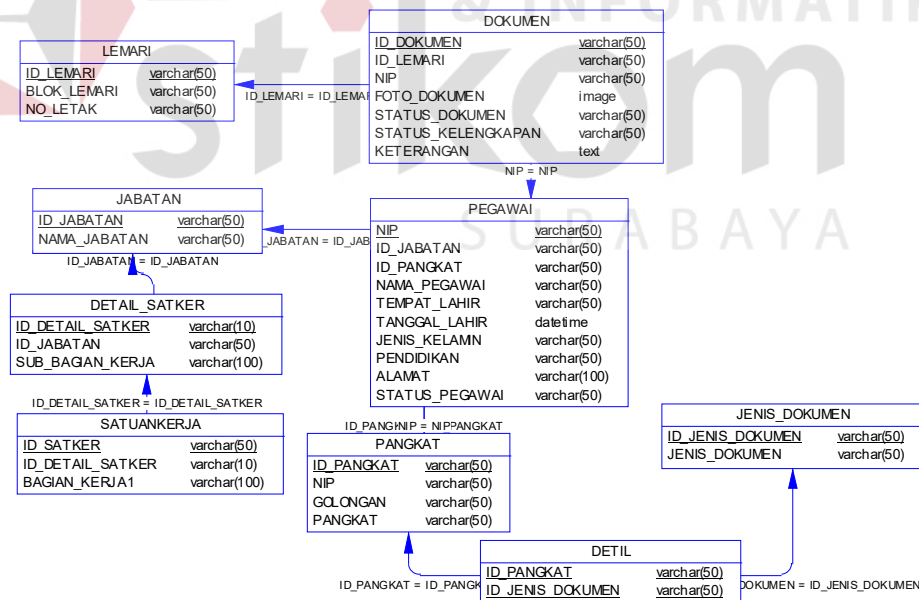 & INFORMATI
stikom
SURABAYA
DOKUMEN
ID_DOKUMEN varchar(50)
ID_LEMARI varchar(50)
NIP varchar(50)
FOTO_DOKUMEN image
STATUS_DOKUMEN varchar(50)
STATUS_KELENGKAPAN varchar(50)
KETERANGAN text
LEMARI
ID_LEMARI varchar(50)
BLOK_LEMARI varchar(50)
NO_LETAK varchar(50)
ID_LEMARI = ID_LEMAR
NIP = NIP
JABATAN
ID_JABATAN varchar(50)
NAMA_JABATAN varchar(50)
_JABATAN = ID_JAB
ID_JABATAN = ID_JABATAN
PEGAWAI
NIP varchar(50)
ID_JABATAN varchar(50)
ID_PANGKAT varchar(50)
NAMA_PEGAWAI varchar(50)
TEMPAT_LAHIR varchar(50)
TANGGAL_LAHIR datetime
JENIS_KELAMIN varchar(50)
PENDIDIKAN varchar(50)
ALAMAT varchar(100)
STATUS_PEGAWAI varchar(50)
DETAIL_SATKER
ID_DETAIL_SATKER varchar(10)
ID_JABATAN varchar(50)
SUB_BAGIAN_KERJA varchar(100)
ID_DETAIL_SATKER = ID_DETAIL_SATKER
SATUANKERJA
ID_SATKER varchar(50)
ID_DETAIL_SATKER varchar(10)
BAGIAN_KERJA1 varchar(100)
NIP = NIP
PANGKAT
PANGKAT
ID_PANGKAT varchar(50)
NIP varchar(50)
GOLONGAN varchar(50)
PANGKAT varchar(50)
JENIS_DOKUMEN
ID_JENIS_DOKUMEN varchar(50)
JENIS_DOKUMEN varchar(50)
DETIL
ID_PANGKAT varchar(50)
ID_JENIS_DOKUMEN varchar(50)
ID_PANGKAT = ID_PANGK
DOKUMEN = ID_JENIS_DOKUMEN